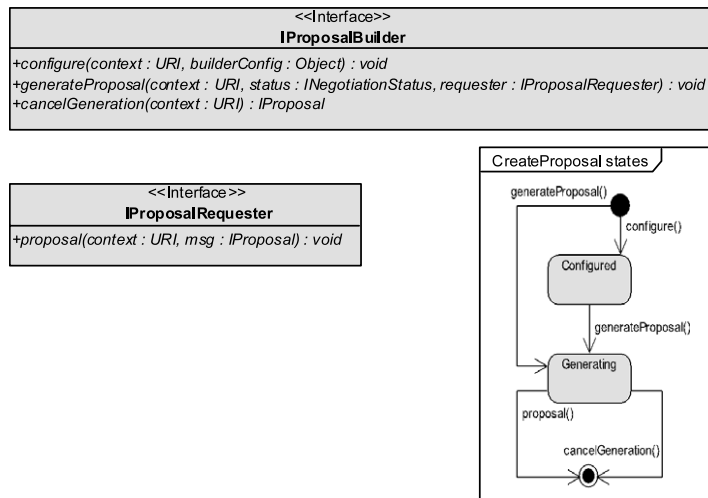 <<Interface>>
IProposalBuilder
+configure(context : URI, builderConfig : Object) : void
+generateProposal(context : URI, status : INegotiationStatus, requester : IProposalRequester) : void
+cancelGeneration(context : URI) : IProposal
<<Interface>>
IProposalRequester
+proposal(context : URI, msg : IProposal) : void
CreateProposal states
generateProposal()
configure()
Configured
generateProposal()
Generating
proposal()
cancelGeneration()